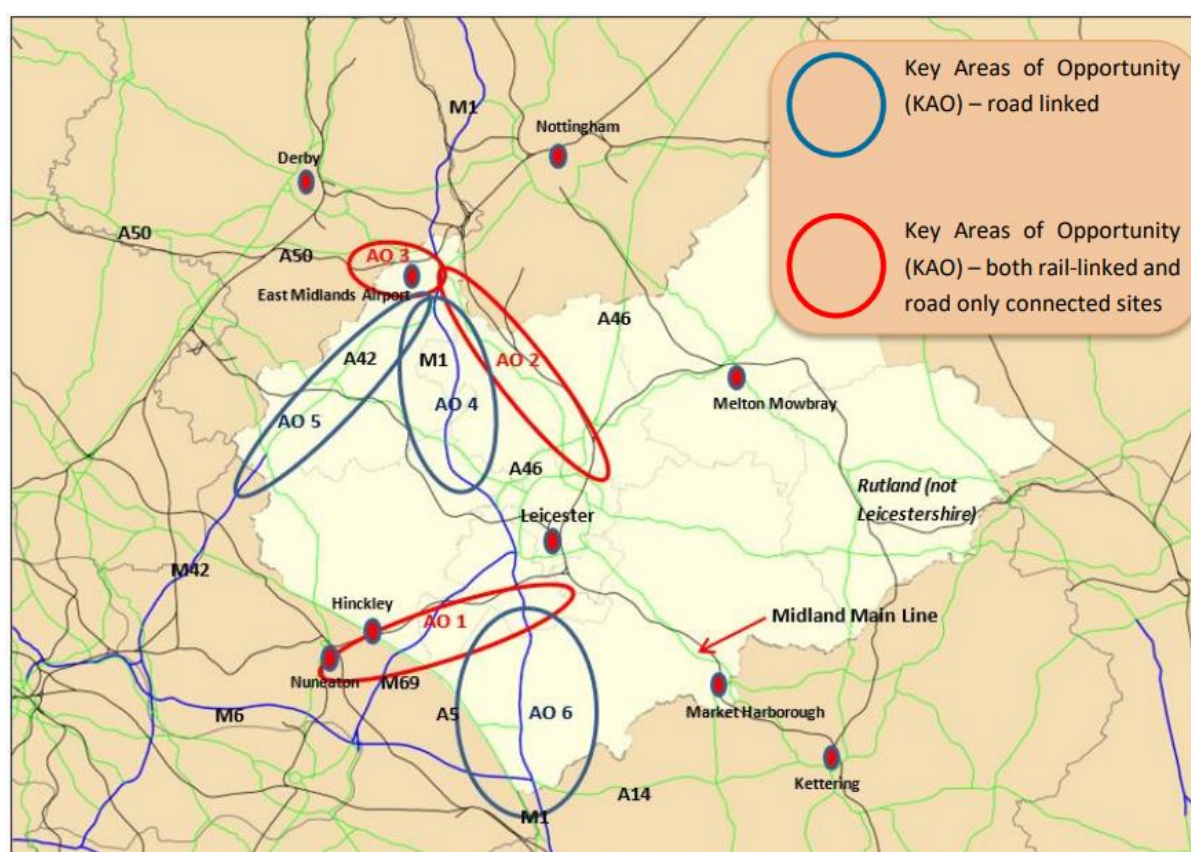 Key Areas of Opportunity
(KAO) – road linked
Key Areas of Opportunity
(KAO) – both rail-linked and
road only connected sites
M1
Nottingham
Derby
A50
A50
AO 3
East Midlands Airport
A46
A42
M1
AO 2
Melton Mowbray
AO 4
AO 5
A46
Rutland (not
Leicestershire)
Leicester
M42
Hinckley
AO 1
Midland Main
Line
Nuneaton
M69
M6
A5
AO 6
Market Harborough
Kettering
A14
M1